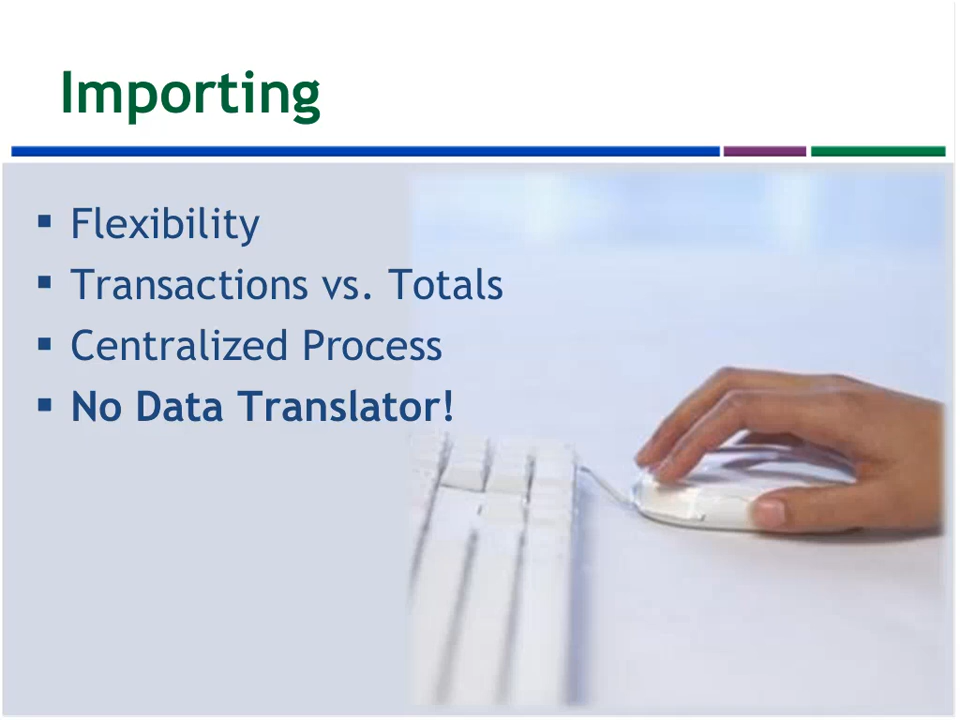 Importing
▪ Flexibility
▪ Transactions vs. Totals
▪ Centralized Process
▪ No Data Translator!